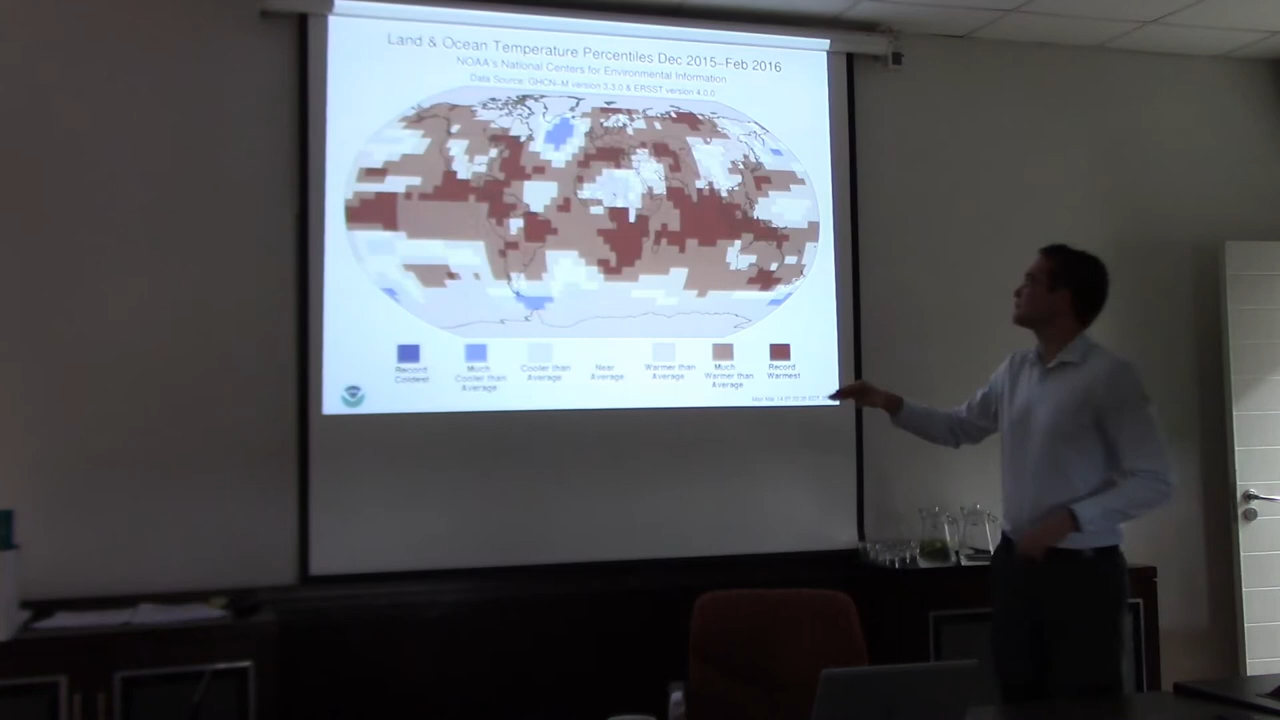 Land & Ocean Temperature Percentiles Dec 2015–Feb 2016
NOAA's National Centers for Environmental Information
Data Source: GHCN–M version 3.3.0 & ERSST version 4.0.0
Record
Coldest
Much
Cooler than
Average
Cooler than
Average
Near
Average
Warmer than
Average
Much
Warmer than
Average
Record
Warmest